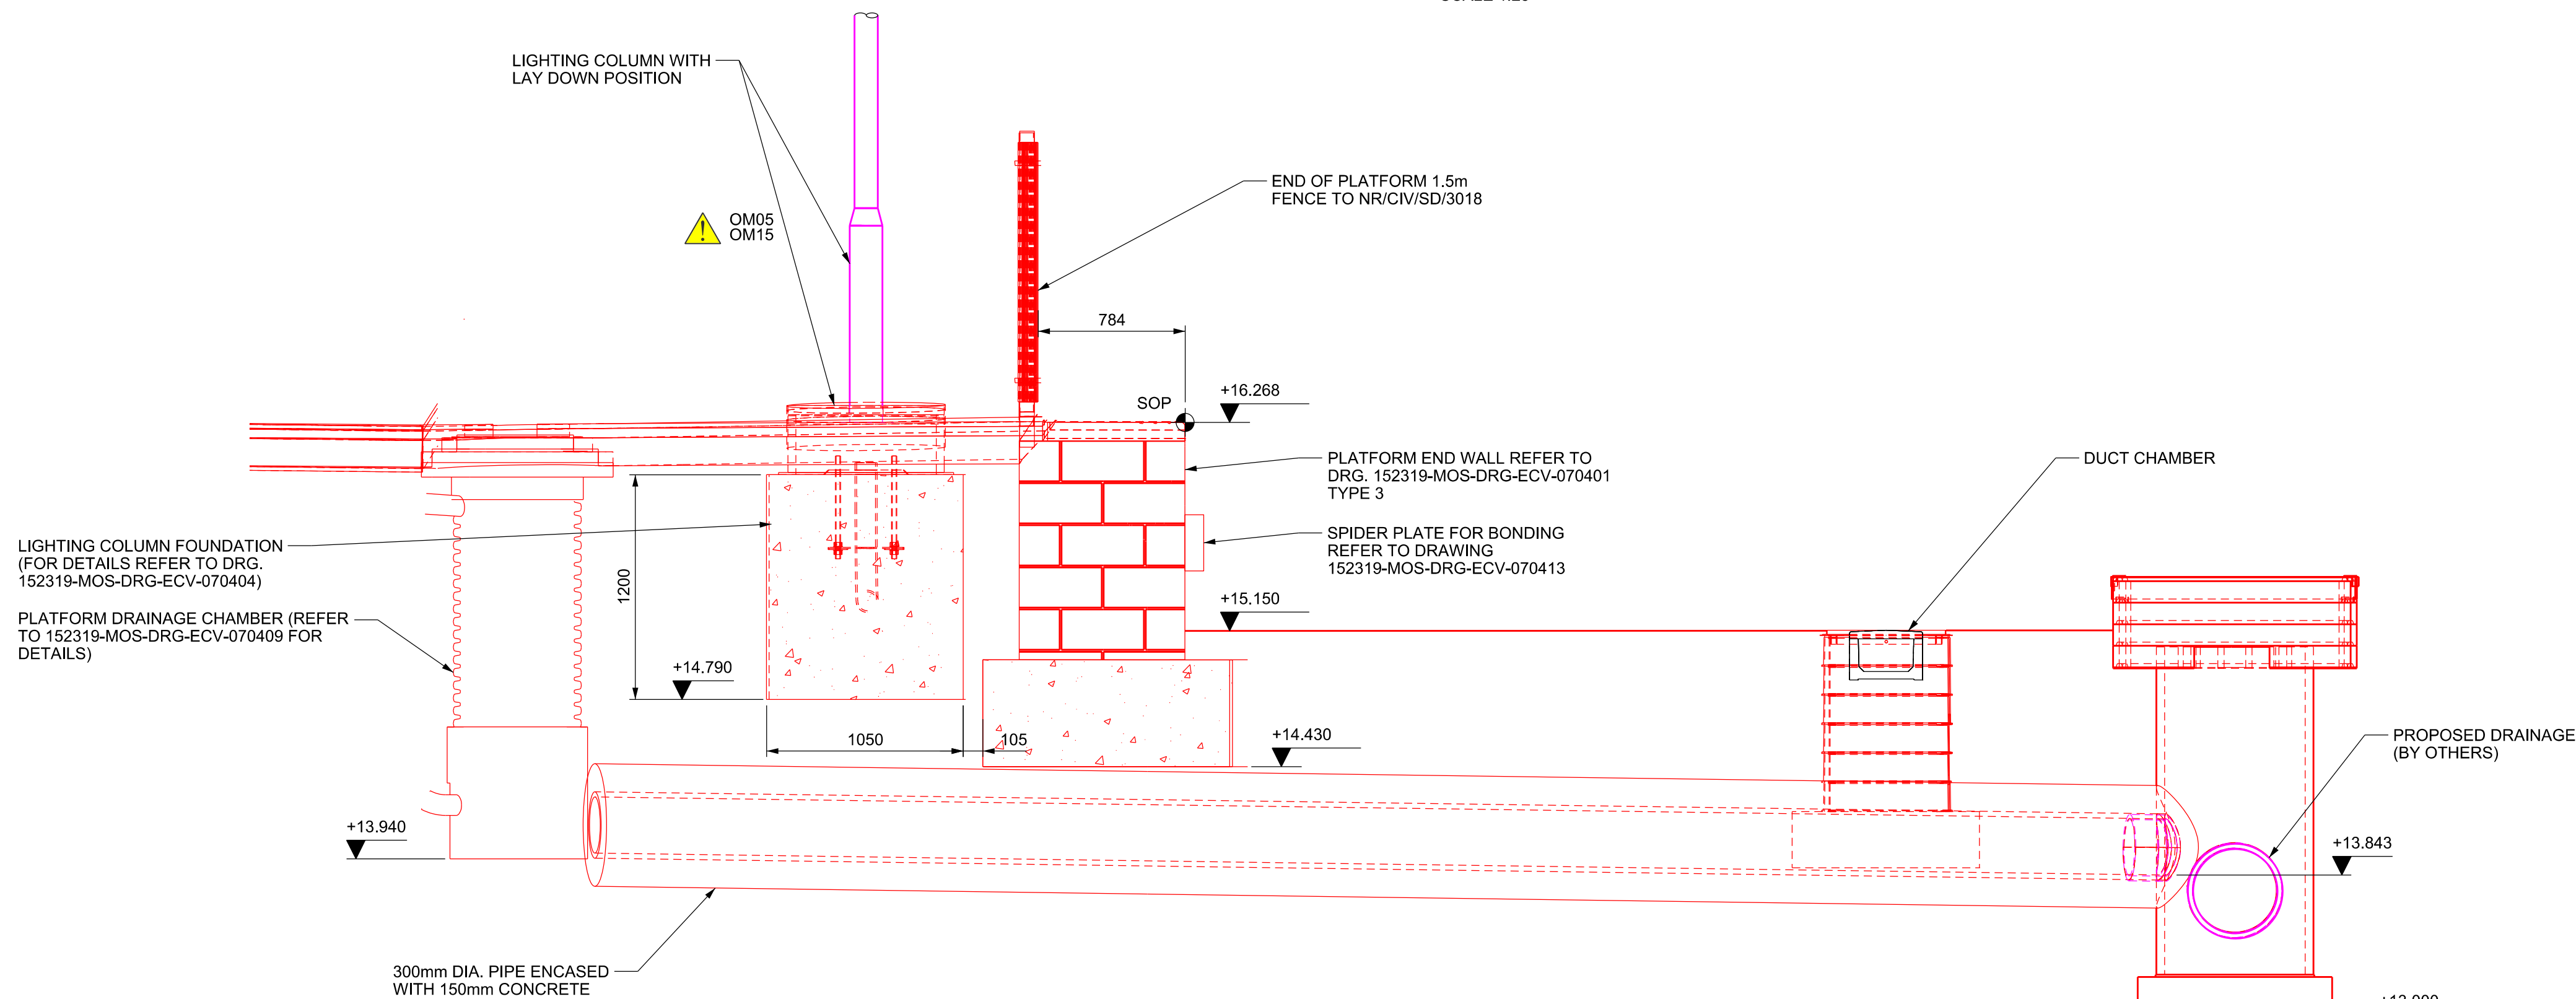 LIGHTING COLUMN WITH
LAY DOWN POSITION
OM05
OM15
END OF PLATFORM 1.5m
FENCE TO NR/CIV/SD/3018
784
SOP
+16.268
PLATFORM END WALL REFER TO
DRG. 152319-MOS-DRG-ECV-070401
TYPE 3
DUCT CHAMBER
SPIDER PLATE FOR BONDING
REFER TO DRAWING
152319-MOS-DRG-ECV-070413
LIGHTING COLUMN FOUNDATION
(FOR DETAILS REFER TO DRG.
152319-MOS-DRG-ECV-070404)
1200
+15.150
PLATFORM DRAINAGE CHAMBER (REFER
TO 152319-MOS-DRG-ECV-070409 FOR
DETAILS)
+14.790
1050
105
+14.430
PROPOSED DRAINAGE
(BY OTHERS)
+13.940
+13.843
300mm DIA. PIPE ENCASED
WITH 150mm CONCRETE